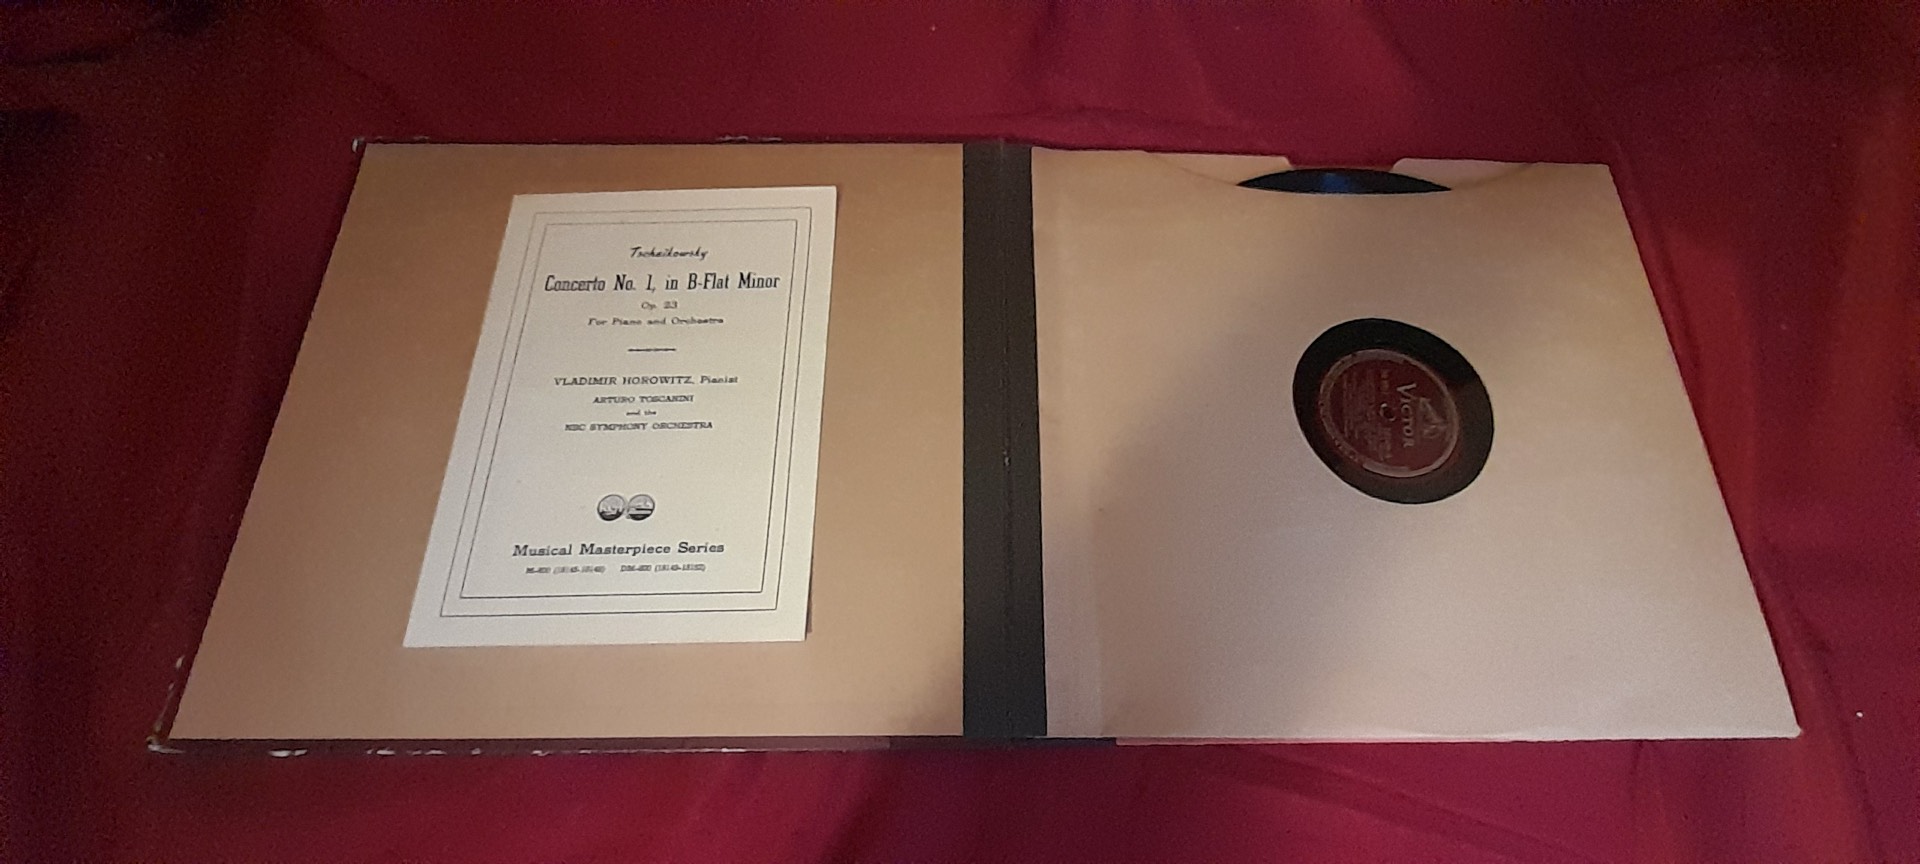 Tschaikowsky
Concerto No. 1, in B-Flat Minor
Op. 23
For Piano and Orchestra
VLADIMIR HOROWITZ, Pianist
ARTURO TOSCANINI
and the
NBC SYMPHONY ORCHESTRA
Musical Masterpiece Series
VICTOR